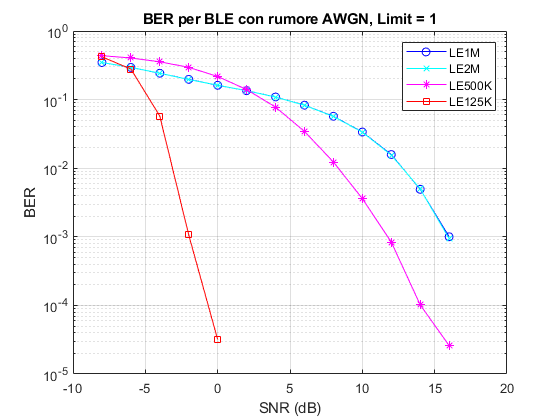 BER per BLE con rumore AWGN, Limit = 1
10^0
10^-1
10^-2
10^-3
10^-4
10^-5
BER
-10
-5
0
5
10
15
20
SNR (dB)
LE1M
LE2M
LE500K
LE125K